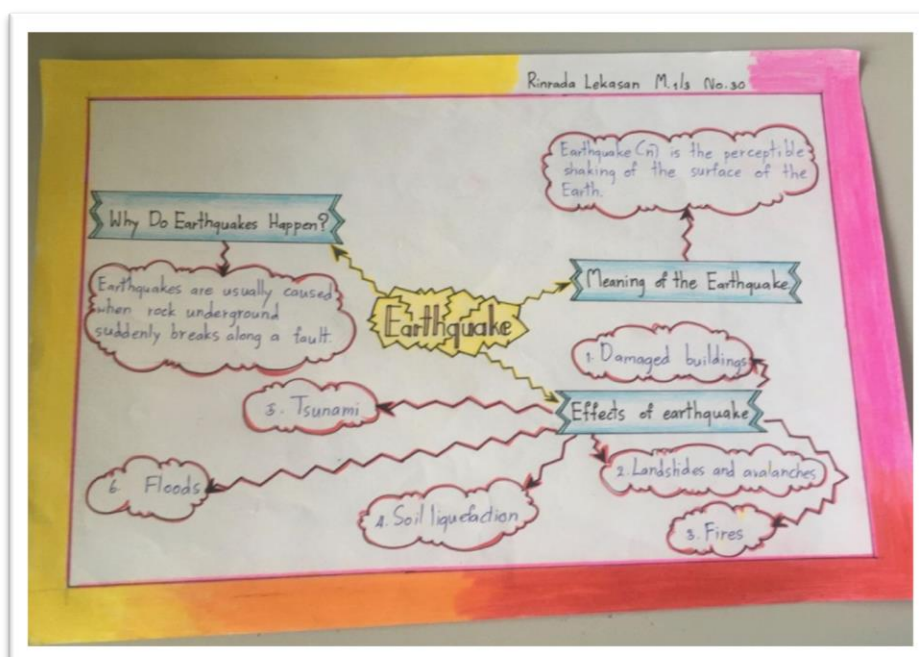 Rinrada Lekasan M.1/3 No.30
Earthquake (n) is the perceptible
shaking of the surface of the
Earth.
Why Do Earthquakes Happen?
Meaning of the Earthquake
Earthquakes are usually caused
when rock underground
suddenly breaks along a fault.
Earthquake
1. Damaged buildings
Effects of earthquake
5. Tsunami
2. Landshides and avalanches
6. Floods
4. Soil liquefaction
3. Fires